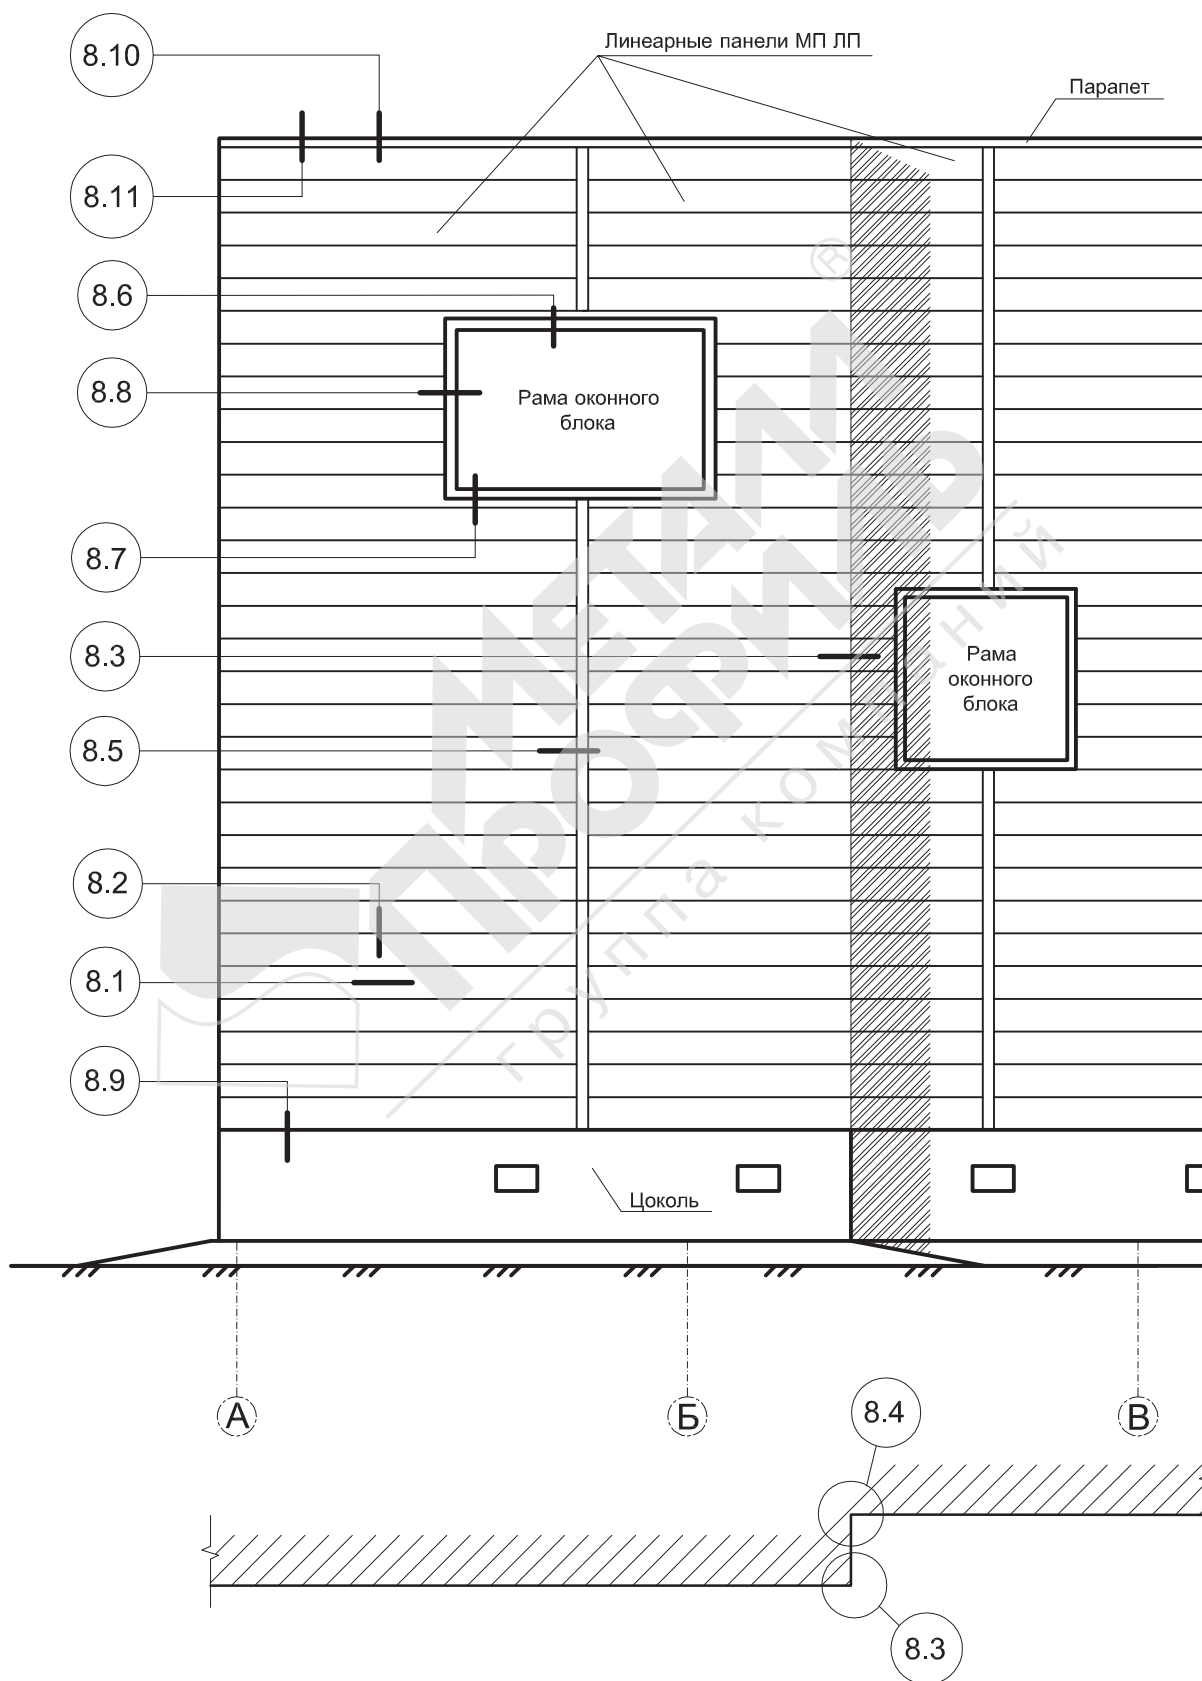 8.10
Линеарные панели МП ЛП
Парапет
8.11
®
8.6
8.8
Рама оконного
блока
8.7
8.3
Рама
оконного
блока
8.5
МЕТАЛЛ
ПРОФИЛЬ
группа компаний
8.2
8.1
8.9
Цоколь
А
Б
В
8.4
8.3